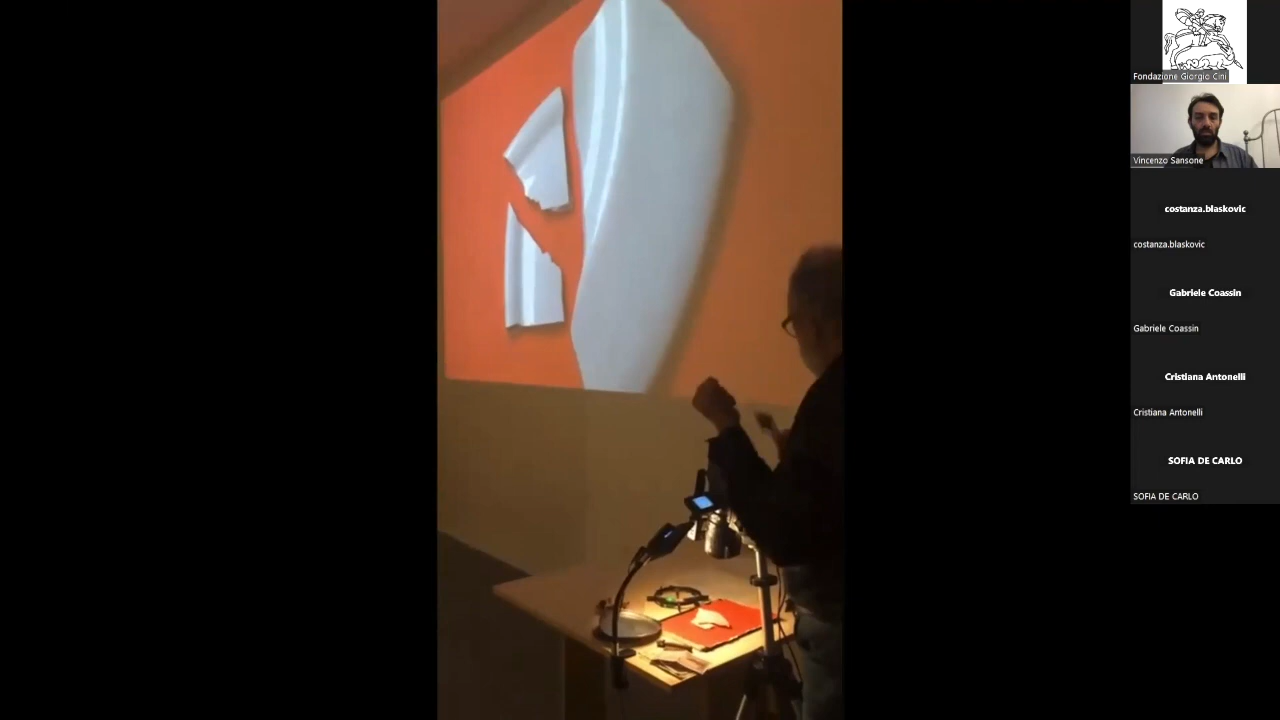 Fondazione Giorgio Cini
Vincenzo Sansone
costanza.blaskovic
costanza.blaskovic
Gabriele Coassin
Gabriele Coassin
Cristiana Antonelli
Cristiana Antonelli
SOFIA DE CARLO
SOFIA DE CARLO